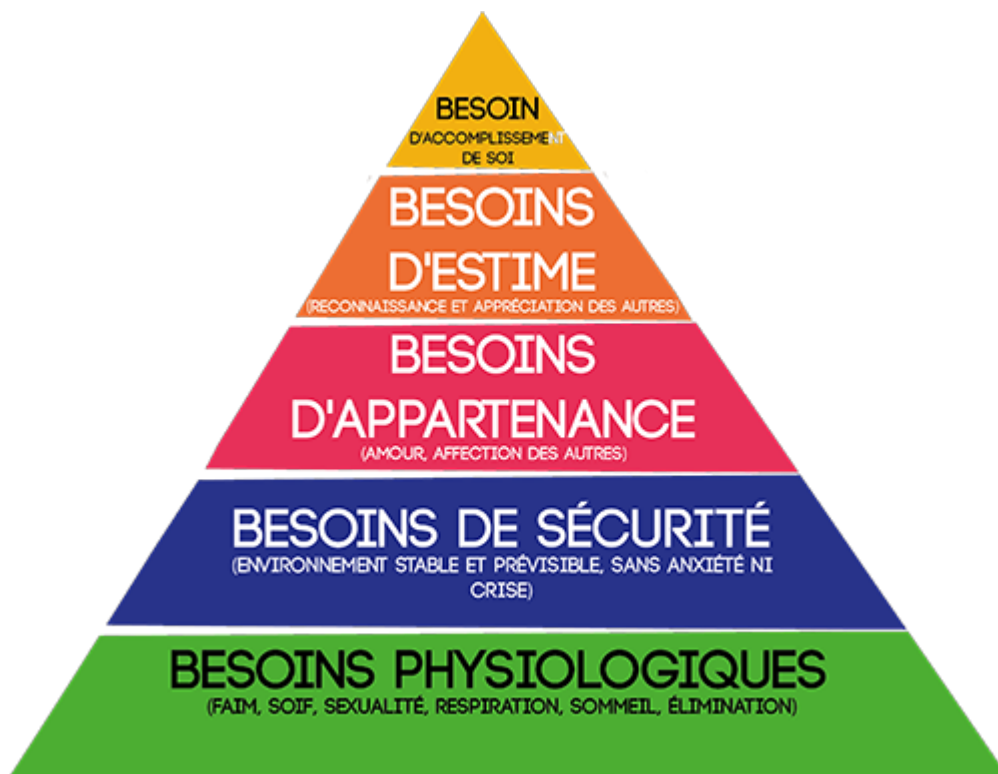 BESOIN
D'ACCOMPLISSEMENT
DE SOI
BESOINS
D'ESTIME
(RECONNAISSANCE ET APPRÉCIATION DES AUTRES)
BESOINS
D'APPARTENANCE
(AMOUR, AFFECTION DES AUTRES)
BESOINS DE SÉCURITÉ
(ENVIRONNEMENT STABLE ET PRÉVISIBLE, SANS ANXIÉTÉ NI
CRISE)
BESOINS PHYSIOLOGIQUES
(FAIM, SOIF, SEXUALITÉ, RESPIRATION, SOMMEIL, ÉLIMINATION)